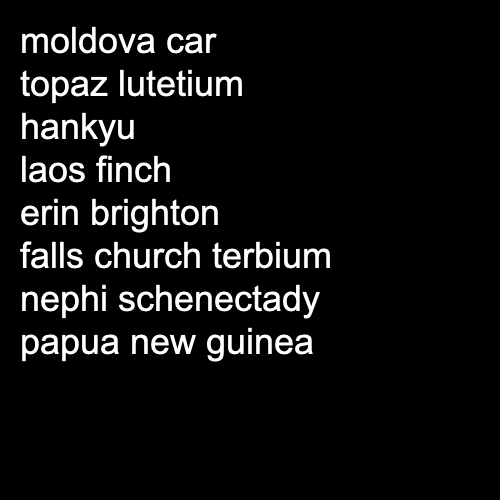 moldova car
topaz lutetium
hankyu
laos finch
erin brighton
falls church terbium
nephi schenectady
papua new guinea